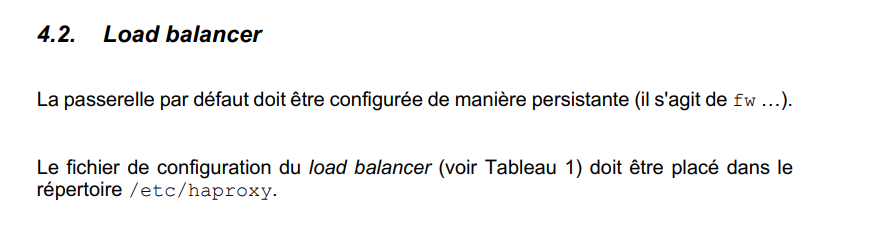 4.2. Load balancer
La passerelle par défaut doit être configurée de manière persistante (il s'agit de fw ...).
Le fichier de configuration du load balancer (voir Tableau 1) doit être placé dans le
répertoire /etc/haproxy.